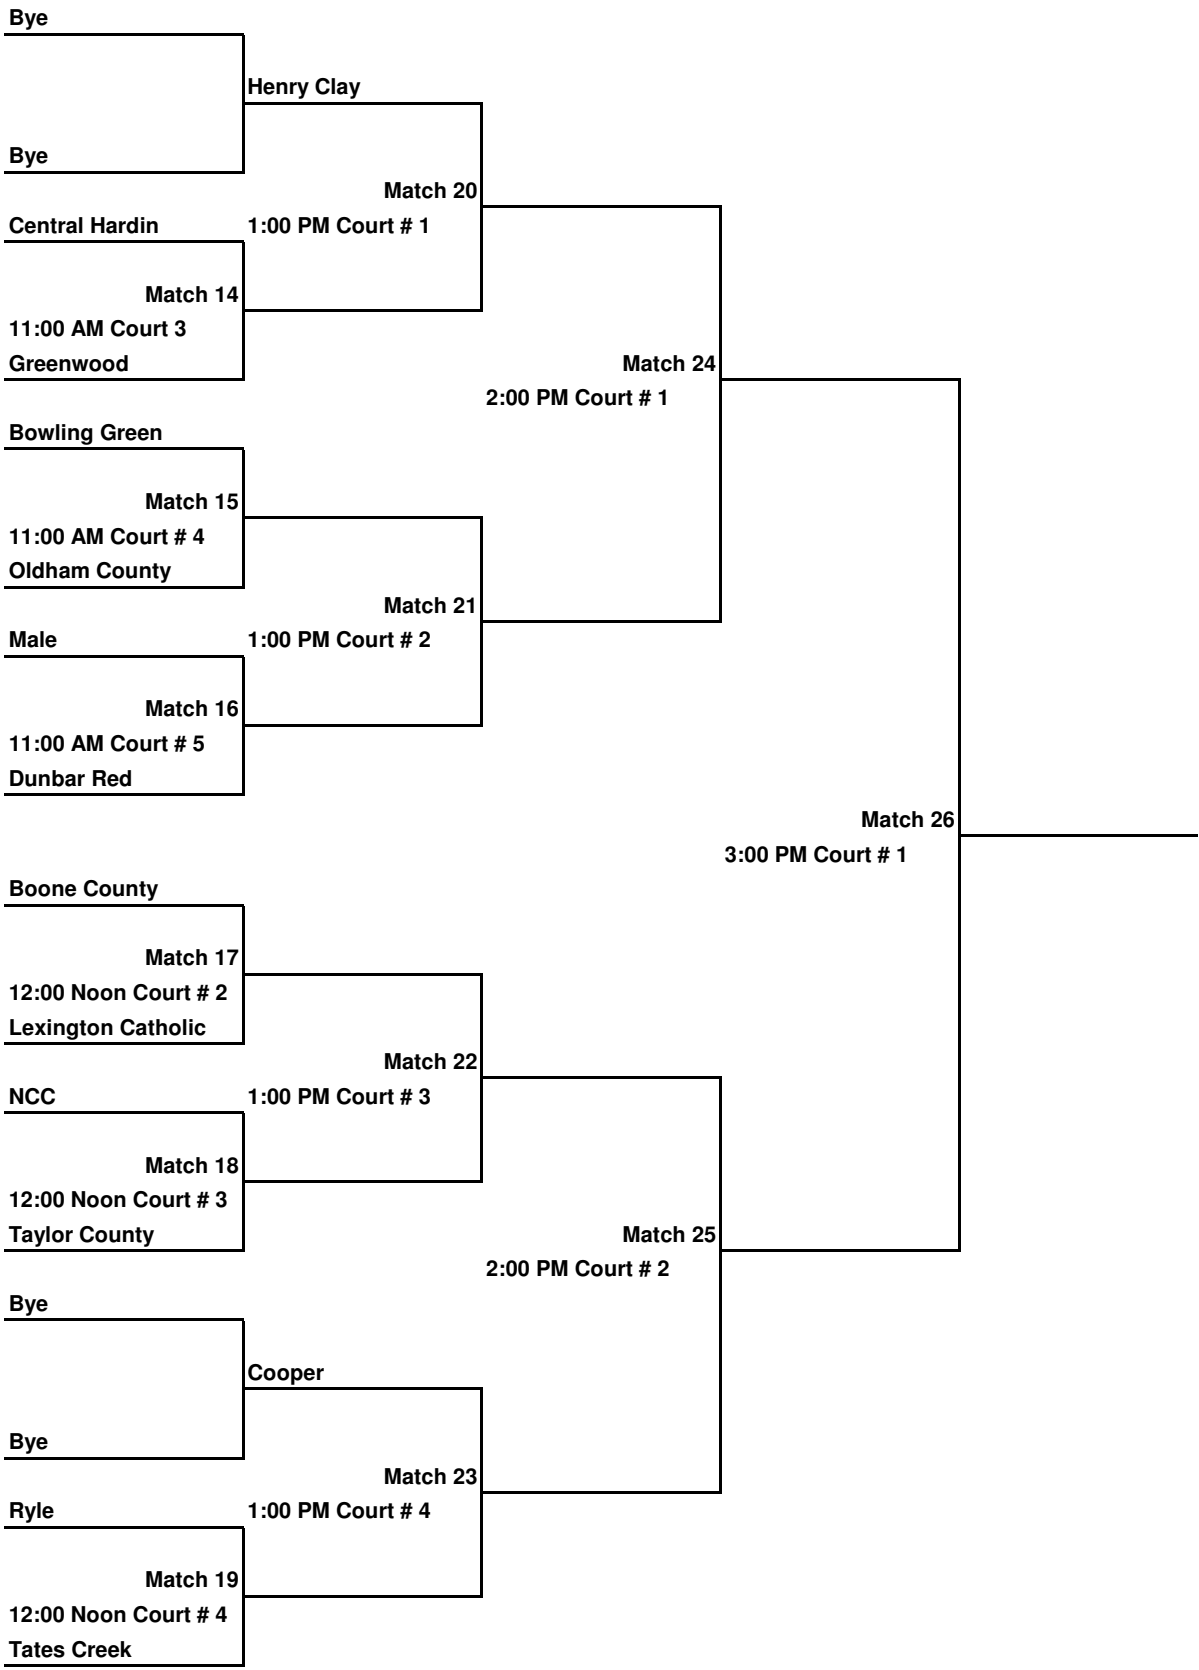 Bye
Henry Clay
Bye
Match 20
Central Hardin
1:00 PM Court # 1
Match 14
11:00 AM Court 3
Greenwood
Match 24
2:00 PM Court # 1
Bowling Green
Match 15
11:00 AM Court # 4
Oldham County
Match 21
Male
1:00 PM Court # 2
Match 16
11:00 AM Court # 5
Dunbar Red
Match 26
3:00 PM Court # 1
Boone County
Match 17
12:00 Noon Court # 2
Lexington Catholic
Match 22
NCC
1:00 PM Court # 3
Match 18
12:00 Noon Court # 3
Taylor County
Match 25
2:00 PM Court # 2
Bye
Cooper
Bye
Match 23
Ryle
1:00 PM Court # 4
Match 19
12:00 Noon Court # 4
Tates Creek